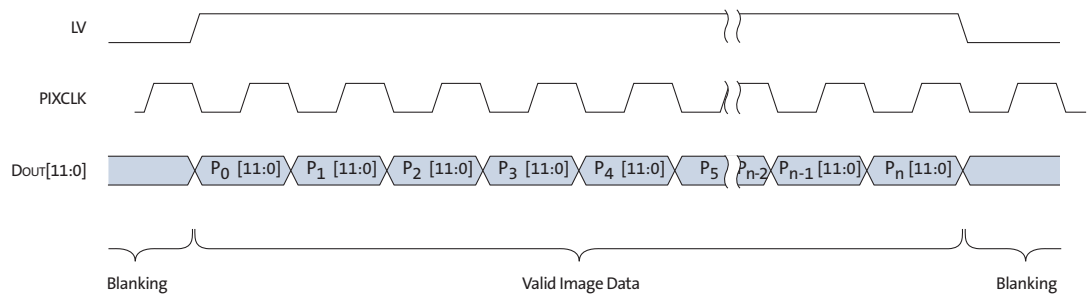 LV
PIXCLK
DOUT[11:0]
P0 [11:0] P1 [11:0] P2 [11:0] P3 [11:0] P4 [11:0] P5 Pn-2 Pn-1 [11:0] Pn [11:0]
Blanking Valid Image Data Blanking